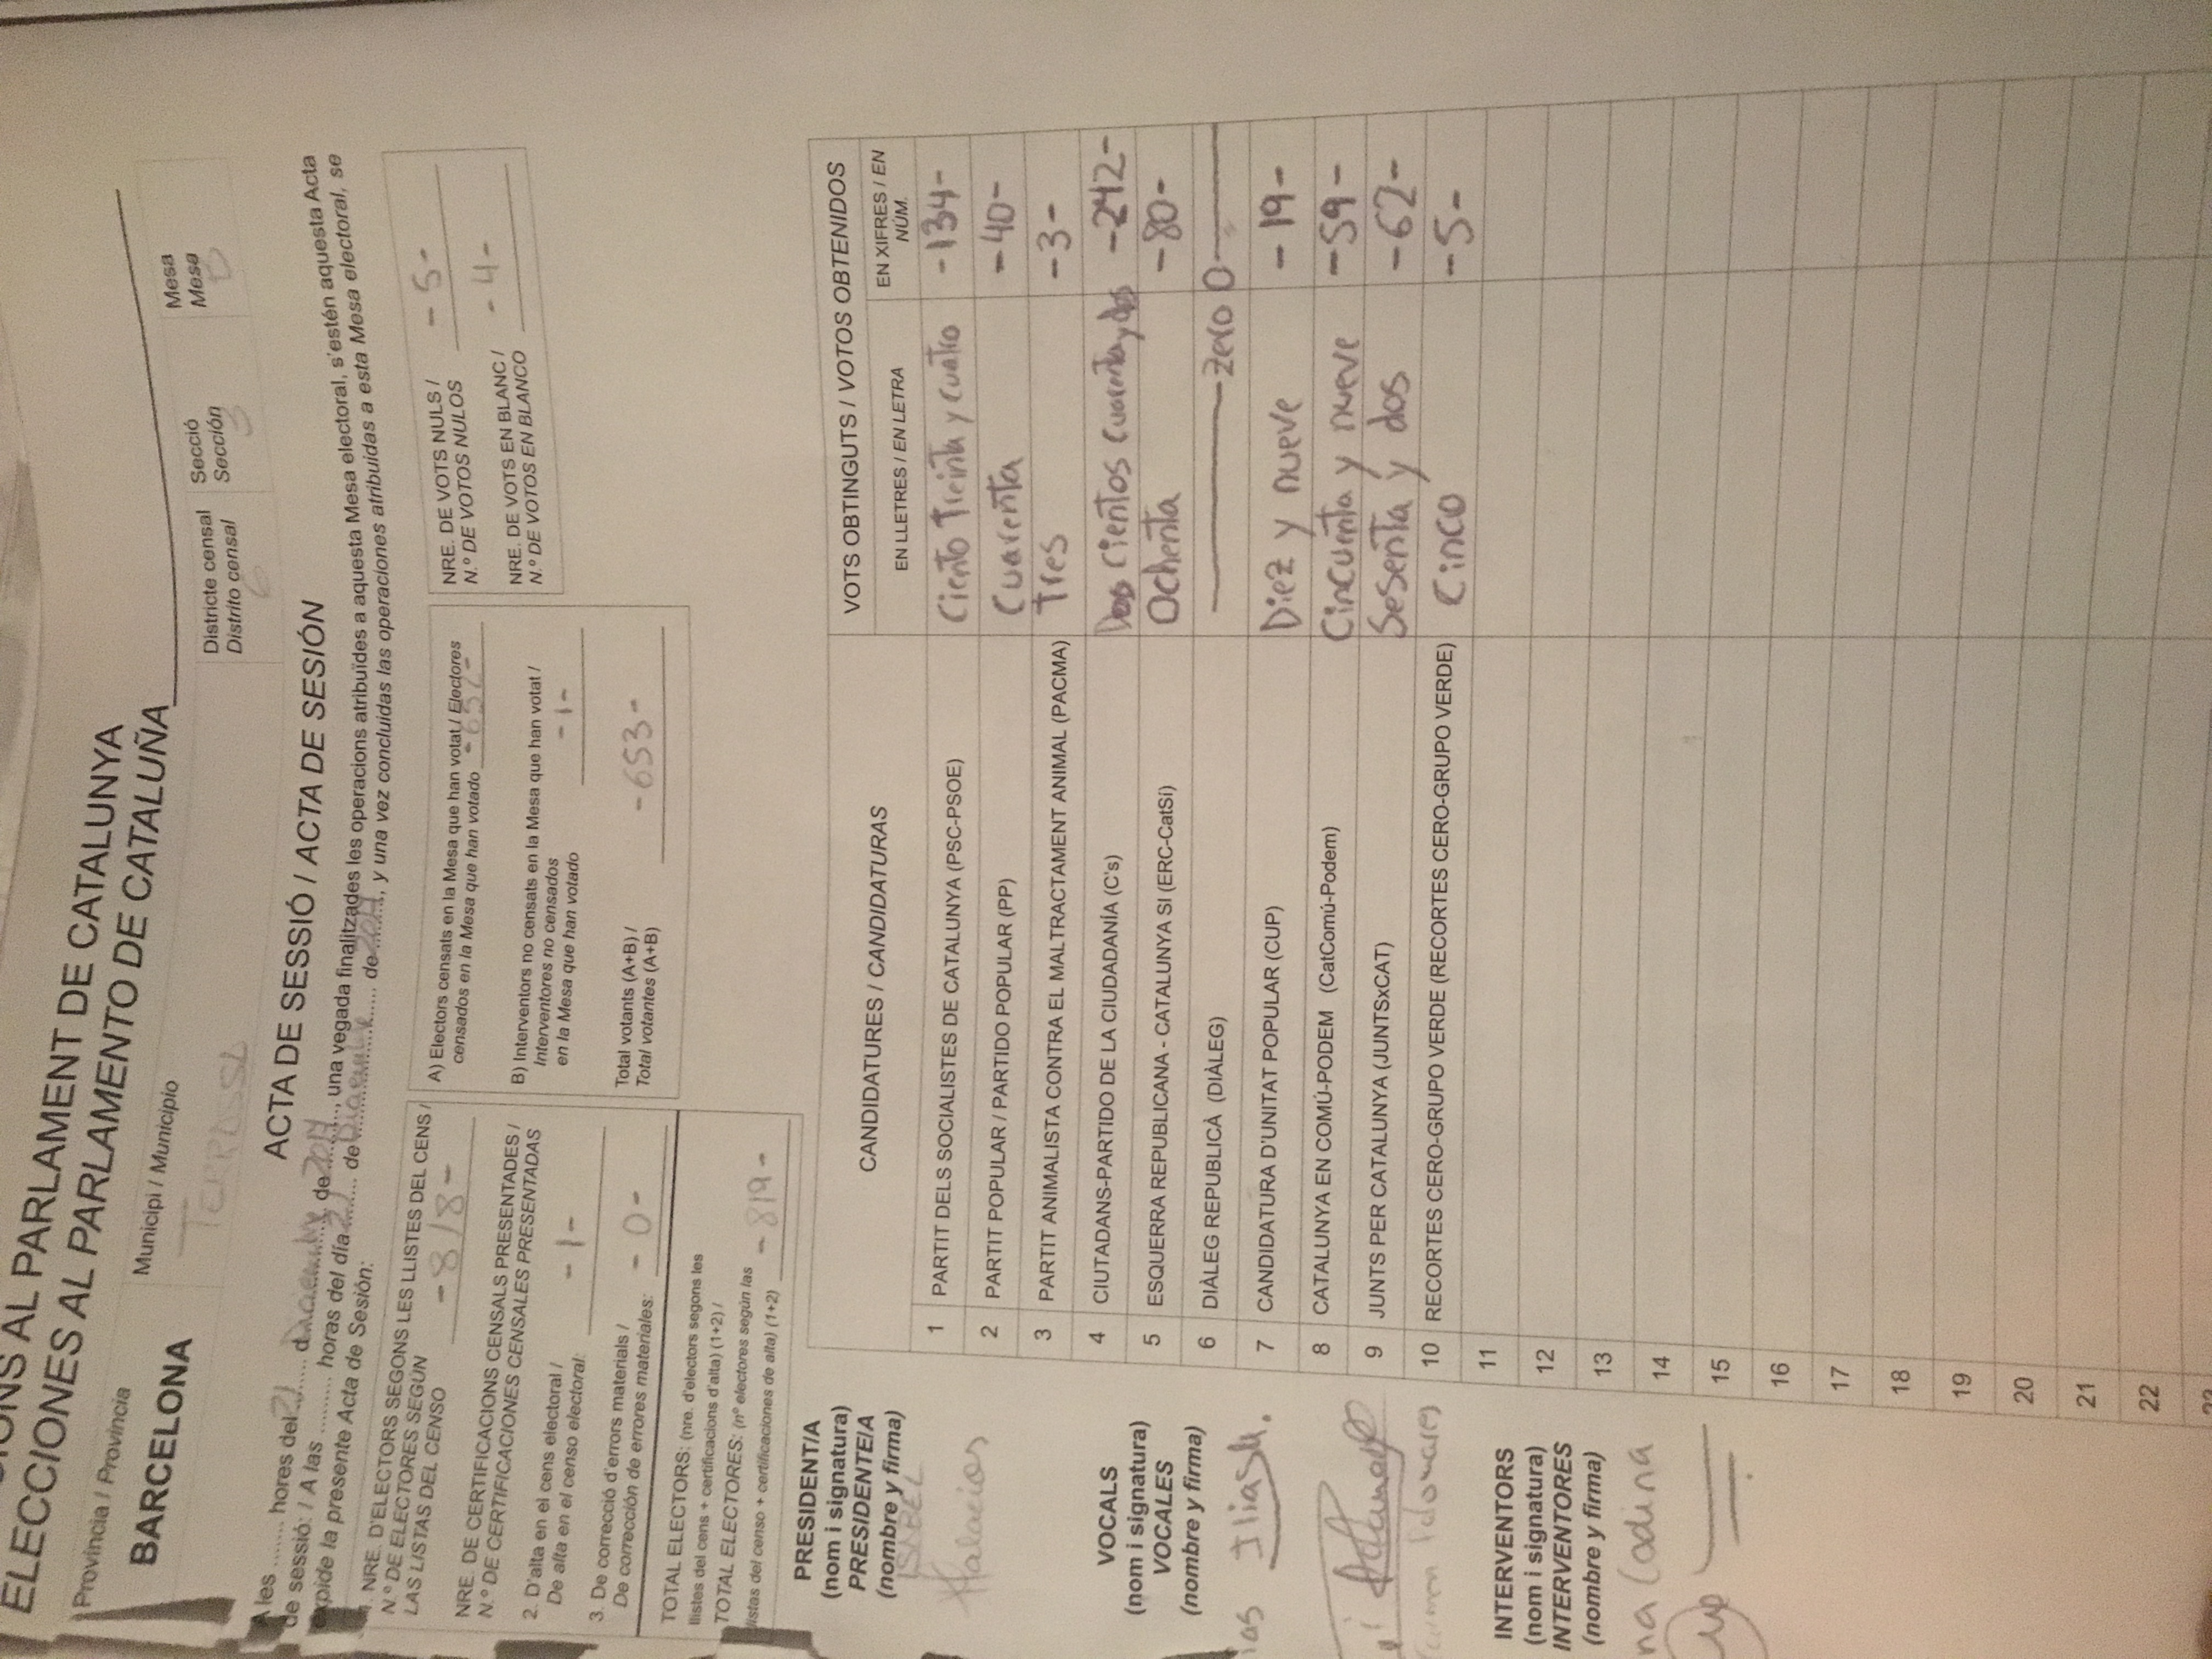 ELECCIONES AL PARLAMENT DE CATALUNYA
ELECCIONES AL PARLAMENTO DE CATALUÑA
Província / Provincia
BARCELONA
Municipi / Municipio
TERRASSA
Districte censal
Distrito censal
6
Secció
Sección
3
Mesa
Mesa
ACTA DE SESSIÓ / ACTA DE SESIÓN
A les ........ hores del 21 ........ de 2017, una vegada finalitzades les operacions atribuïdes a aquesta Mesa electoral, s'estén aquesta Acta
de sessió: / A las ........ horas del día 21 de ........ de 2017, y una vez concluidas las operaciones atribuidas a esta Mesa electoral, se
expide la presente Acta de Sesión:
1. NRE. D'ELECTORS SEGONS LES LLISTES DEL CENS /
N.º DE ELECTORES SEGÚN
LAS LISTAS DEL CENSO
-818-
NRE. DE CERTIFICACIONS CENSALS PRESENTADES /
N.º DE CERTIFICACIONES CENSALES PRESENTADAS
2. D'alta en el cens electoral /
De alta en el censo electoral:
-1-
3. De correcció d'errors materials /
De corrección de errores materiales:
-0-
TOTAL ELECTORS: (nre. d'electors segons les
llistes del cens + certificacions d'alta) (1+2) /
TOTAL ELECTORES: (nº electores según las
listas del censo + certificaciones de alta) (1+2)
-819-
A) Electors censats en la Mesa que han votat / Electores
censados en la Mesa que han votado
-652-
B) Interventors no censats en la Mesa que han votat /
Interventores no censados
en la Mesa que han votado
-1-
Total votants (A+B) /
Total votantes (A+B)
-653-
NRE. DE VOTS NULS /
N.º DE VOTOS NULOS
-5-
NRE. DE VOTS EN BLANC /
N.º DE VOTOS EN BLANCO
-4-
CANDIDATURES / CANDIDATURAS
VOTS OBTINGUTS / VOTOS OBTENIDOS
EN LLETRES / EN LETRA
EN XIFRES / EN
NÚM.
1 PARTIT DELS SOCIALISTES DE CATALUNYA (PSC-PSOE) Ciento Treinta y cuatro -134-
2 PARTIT POPULAR / PARTIDO POPULAR (PP) Cuarenta -40-
3 PARTIT ANIMALISTA CONTRA EL MALTRACTAMENT ANIMAL (PACMA) Tres -3-
4 CIUTADANS-PARTIDO DE LA CIUDADANÍA (C's) Dos cientos cuarenta y dos -242-
5 ESQUERRA REPUBLICANA - CATALUNYA SI (ERC-CatSí) Ochenta -80-
6 DIÀLEG REPUBLICÀ (DIÀLEG) zero 0
7 CANDIDATURA D'UNITAT POPULAR (CUP) Diez y nueve -19-
8 CATALUNYA EN COMÚ-PODEM (CatComú-Podem) Cincuenta y nueve -59-
9 JUNTS PER CATALUNYA (JUNTSxCAT) Sesenta y dos -62-
10 RECORTES CERO-GRUPO VERDE (RECORTES CERO-GRUPO VERDE) Cinco -5-
11
12
13
14
15
16
17
18
19
20
21
22
PRESIDENT/A
(nom i signatura)
PRESIDENTE/A
(nombre y firma)
ISABEL
Palacios
VOCALS
(nom i signatura)
VOCALES
(nombre y firma)
INTERVENTORS
(nom i signatura)
INTERVENTORES
(nombre y firma)
na Codina